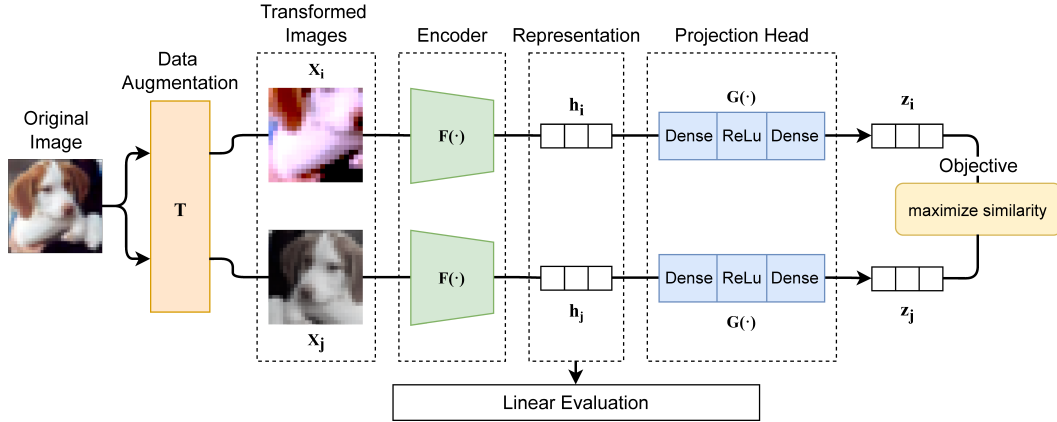 Transformed
Images
Encoder
Representation
Projection Head
Data
Augmentation
Original
Image
T
Xi
F(·)
hi
G(·)
Dense
ReLu
Dense
zi
Objective
maximize similarity
F(·)
Xj
hj
Dense
ReLu
Dense
G(·)
zj
Linear Evaluation